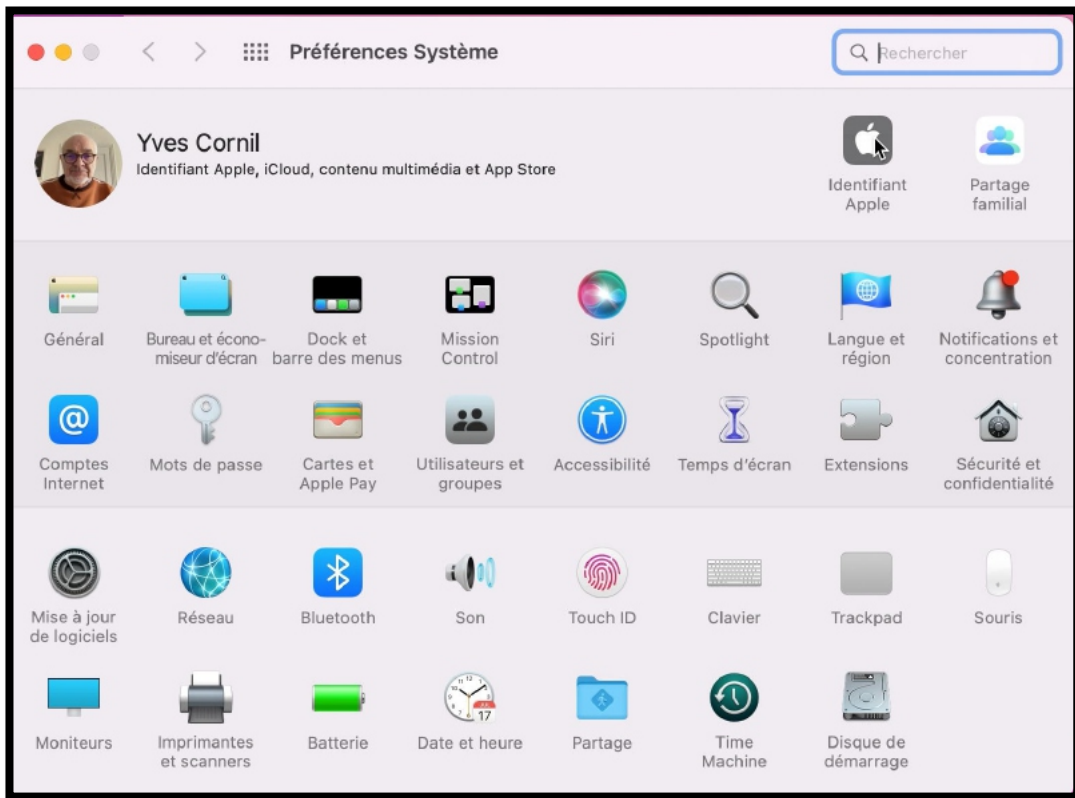 Préférences Système
Rechercher
Yves Cornil
Identifiant Apple, iCloud, contenu multimédia et App Store
Identifiant
Apple
Partage
familial
Général
Bureau et écono-
miseur d'écran
Dock et
barre des menus
Mission
Control
Siri
Spotlight
Langue et
région
Notifications et
concentration
Comptes
Internet
Mots de passe
Cartes et
Apple Pay
Utilisateurs et
groupes
Accessibilité
Temps d'écran
Extensions
Sécurité et
confidentialité
Mise à jour
de logiciels
Réseau
Bluetooth
Son
Touch ID
Clavier
Trackpad
Souris
Moniteurs
Imprimantes
et scanners
Batterie
17
Date et heure
Partage
Time
Machine
Disque de
démarrage